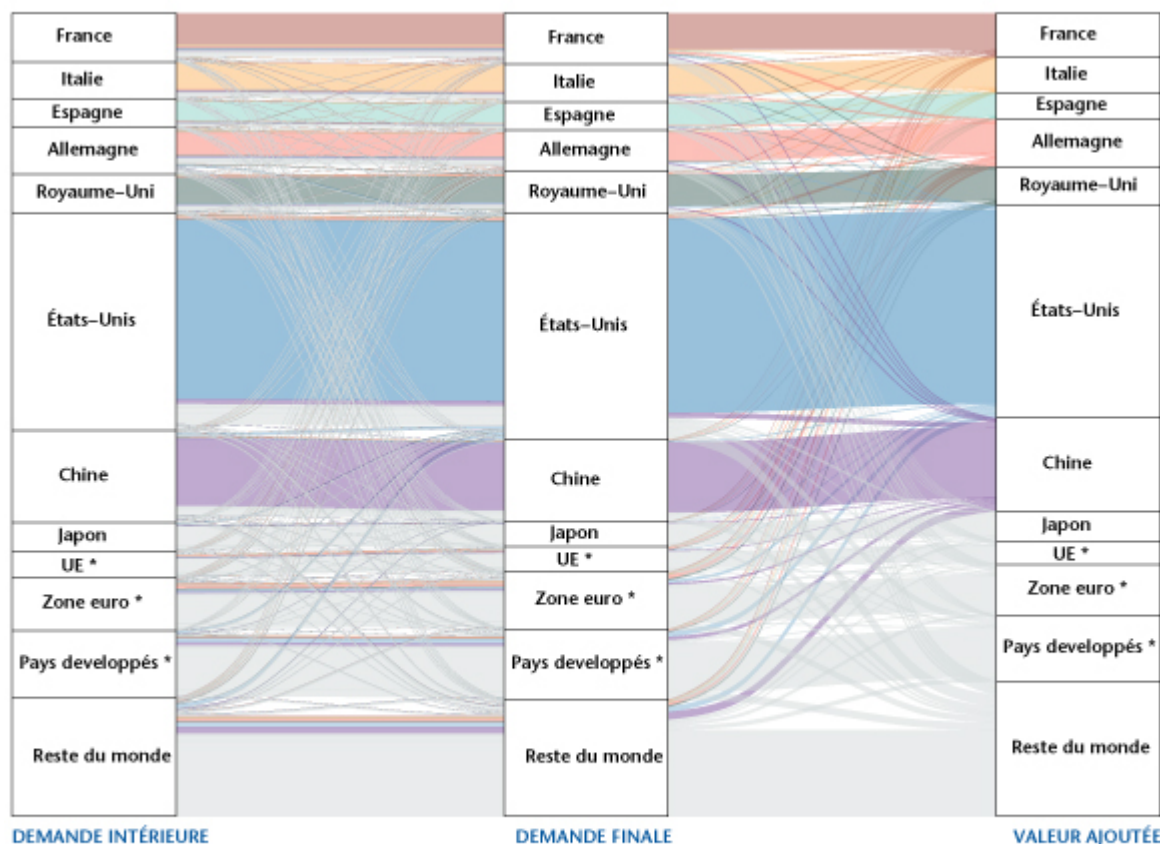 France
Italie
Espagne
Allemagne
Royaume–Uni
États–Unis
Chine
Japon
UE *
Zone euro *
Pays developpés *
Reste du monde
DEMANDE INTÉRIEURE
France
Italie
Espagne
Allemagne
Royaume–Uni
États–Unis
Chine
Japon
UE *
Zone euro *
Pays developpés *
Reste du monde
DEMANDE FINALE
France
Italie
Espagne
Allemagne
Royaume–Uni
États–Unis
Chine
Japon
UE *
Zone euro *
Pays developpés *
Reste du monde
VALEUR AJOUTÉE